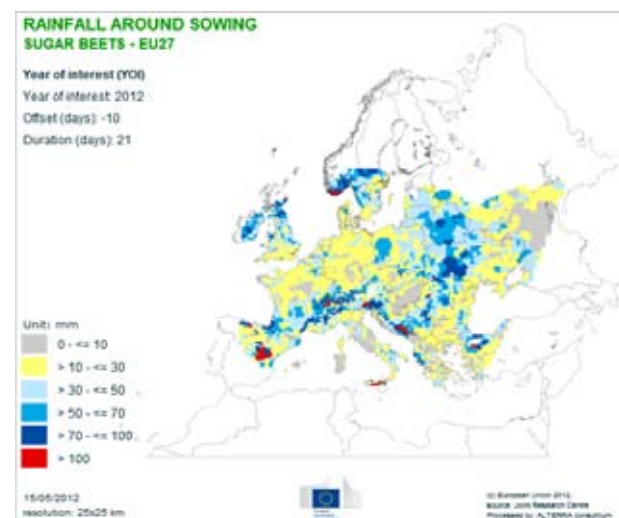 RAINFALL AROUND SOWING
SUGAR BEETS - EU27
Year of interest (YOI)
Year of interest: 2012
Offset (days): -10
Duration (days): 21
Unit: mm
0 - <= 10
> 10 - <= 30
> 30 - <= 50
> 50 - <= 70
> 70 - <= 100
> 100
15/05/2012
resolution: 25x25 km
(c) European Union 2012,
source: Joint Research Centre
Processed by: ALTERRA consortium